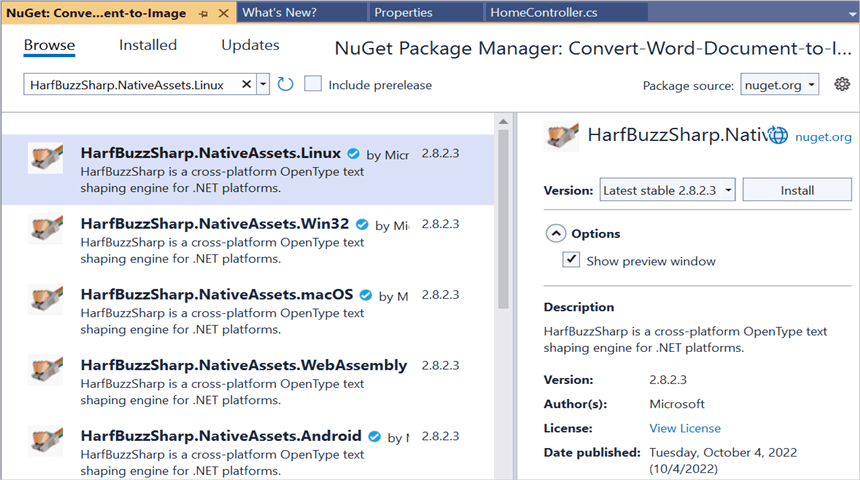 NuGet: Conve...ent-to-Image
What's New?
Properties
HomeController.cs
Browse
Installed
Updates
NuGet Package Manager: Convert-Word-Document-to-I...
HarfBuzzSharp.NativeAssets.Linux
Include prerelease
Package source: nuget.org
HarfBuzzSharp.NativeAssets.Linux by Micr 2.8.2.3
HarfBuzzSharp is a cross-platform OpenType text
shaping engine for .NET platforms.
HarfBuzzSharp.NativeAssets.Win32 by Mi 2.8.2.3
HarfBuzzSharp is a cross-platform OpenType text
shaping engine for .NET platforms.
HarfBuzzSharp.NativeAssets.macOS by M 2.8.2.3
HarfBuzzSharp is a cross-platform OpenType text
shaping engine for .NET platforms.
HarfBuzzSharp.NativeAssets.WebAssembly 2.8.2.3
HarfBuzzSharp is a cross-platform OpenType text
shaping engine for .NET platforms.
HarfBuzzSharp.NativeAssets.Android by 2.8.2.3
HarfBuzzSharp is a cross-platform OpenType text
shaping engine for .NET platforms.
HarfBuzzSharp.Nativ nuget.org
Version: Latest stable 2.8.2.3 Install
Options
Show preview window
Description
HarfBuzzSharp is a cross-platform OpenType text
shaping engine for .NET platforms.
Version: 2.8.2.3
Author(s): Microsoft
License: View License
Date published: Tuesday, October 4, 2022
(10/4/2022)